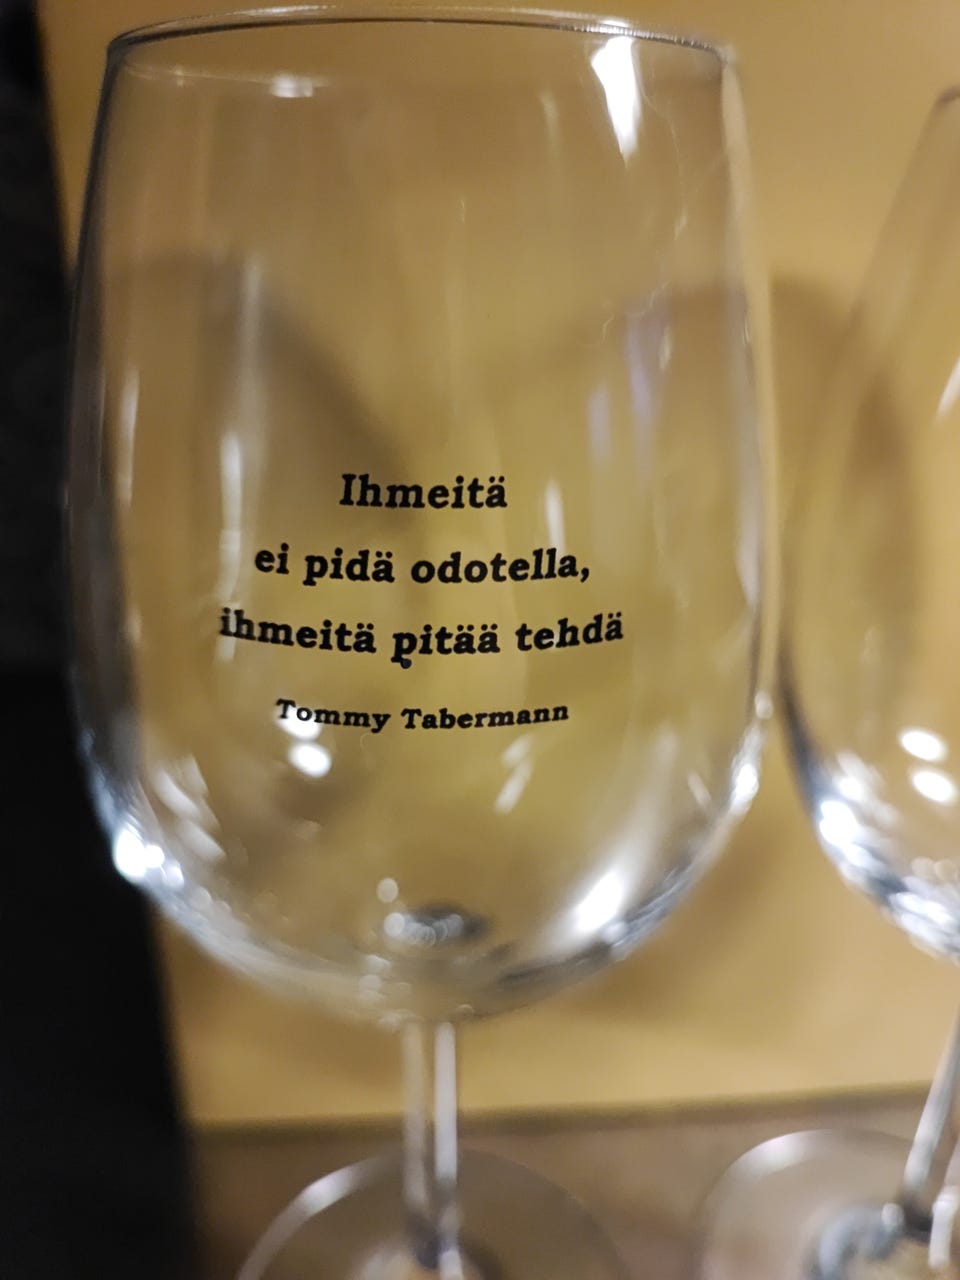 Ihmeitä
ei pidä odotella,
ihmeitä pitää tehdä
Tommy Tabermann